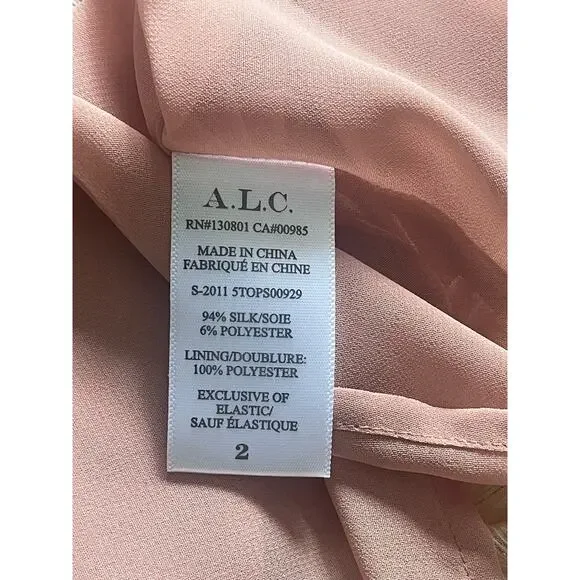 A.L.C.
RN#130801 CA#00985
MADE IN CHINA
FABRIQUÉ EN CHINE
S-2011 5TOPS00929
94% SILK/SOIE
6% POLYESTER
LINING/DOUBLURE:
100% POLYESTER
EXCLUSIVE OF
ELASTIC/
SAUF ÉLASTIQUE
2